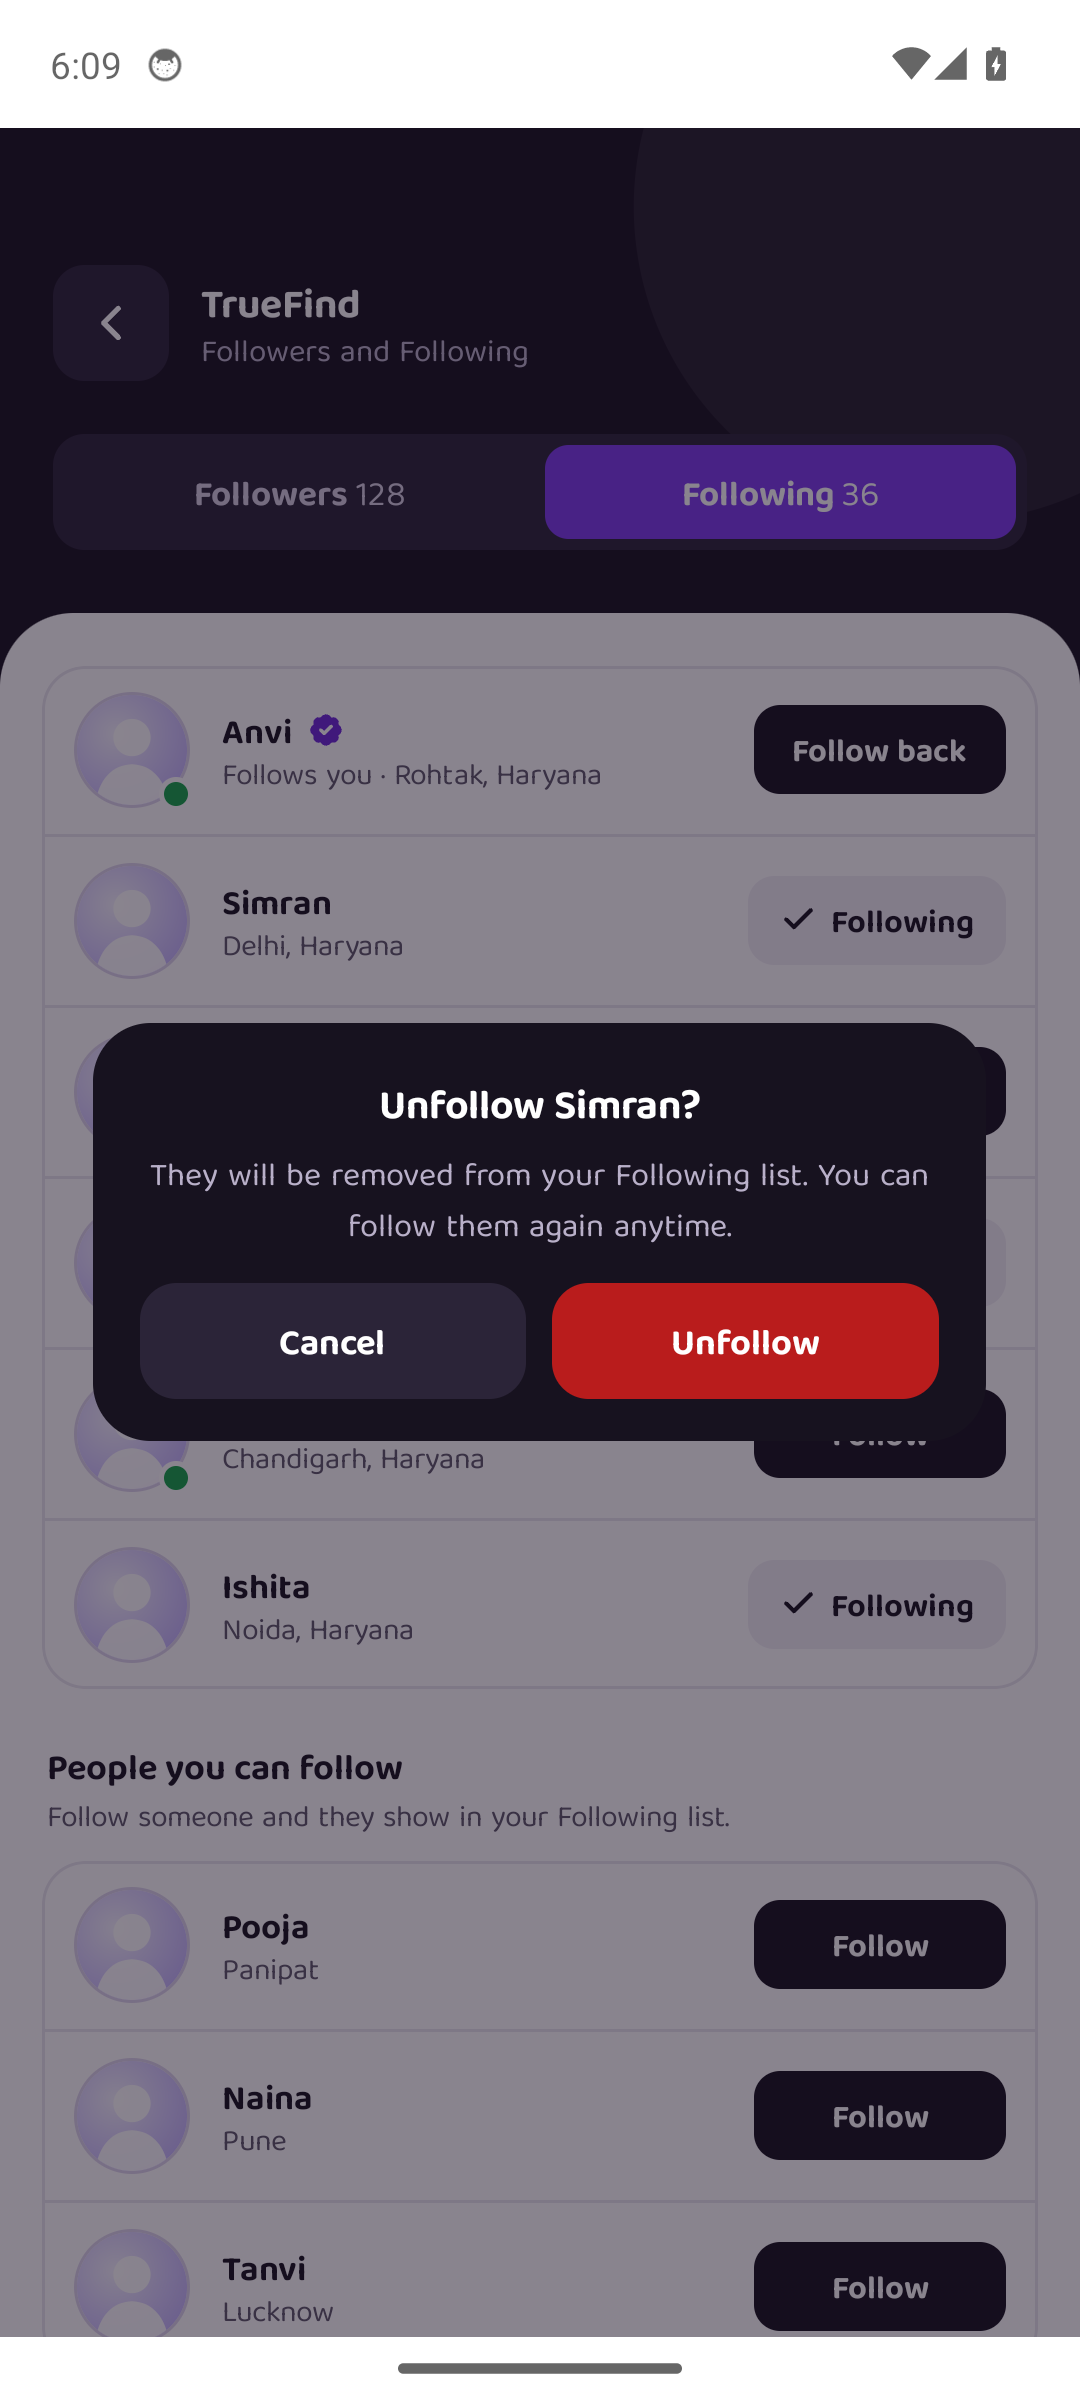 6:09
TrueFind
Followers and Following
Followers 128
Following 36
Anvi
Follows you · Rohtak, Haryana
Follow back
Simran
Delhi, Haryana
Following
Unfollow Simran?
They will be removed from your Following list. You can
follow them again anytime.
Cancel
Unfollow
Chandigarh, Haryana
Follow
Ishita
Noida, Haryana
Following
People you can follow
Follow someone and they show in your Following list.
Pooja
Panipat
Follow
Naina
Pune
Follow
Tanvi
Lucknow
Follow